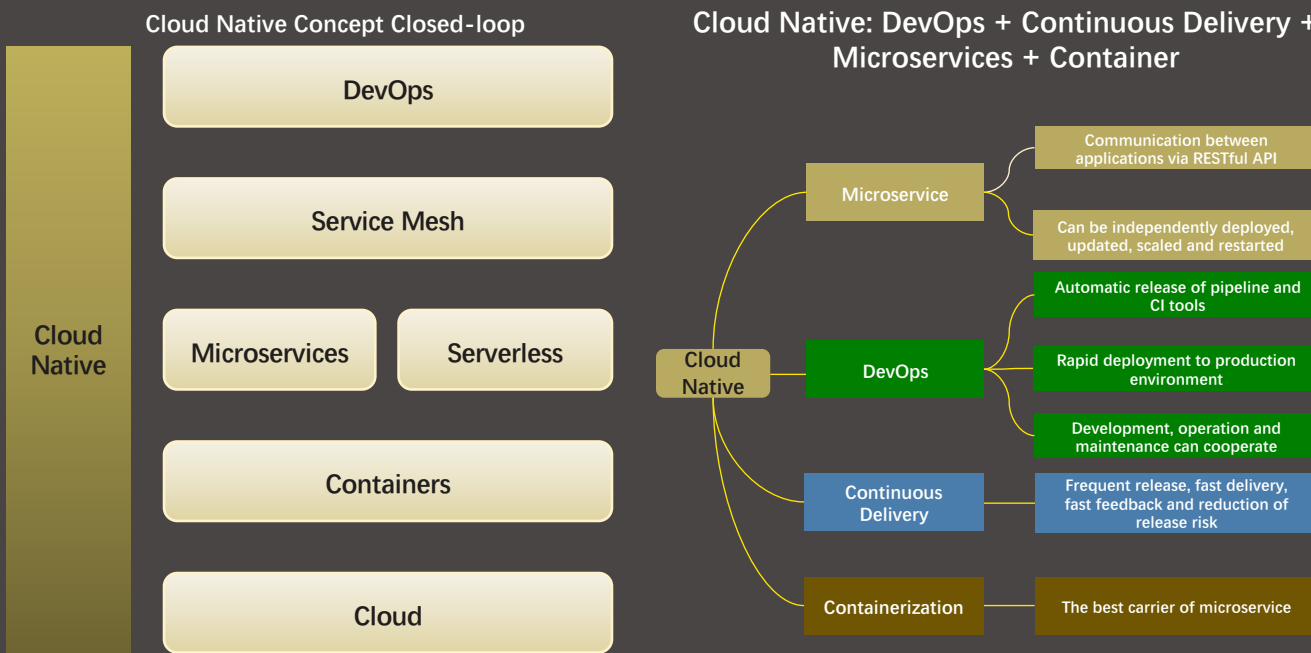 Cloud Native Concept Closed-loop
Cloud
Native
DevOps
Service Mesh
Microservices
Serverless
Containers
Cloud
Cloud Native: DevOps + Continuous Delivery +
Microservices + Container
Cloud
Native
Microservice
Communication between
applications via RESTful API
Can be independently deployed,
updated, scaled and restarted
DevOps
Automatic release of pipeline and
CI tools
Rapid deployment to production
environment
Development, operation and
maintenance can cooperate
Continuous
Delivery
Frequent release, fast delivery,
fast feedback and reduction of
release risk
Containerization
The best carrier of microservice